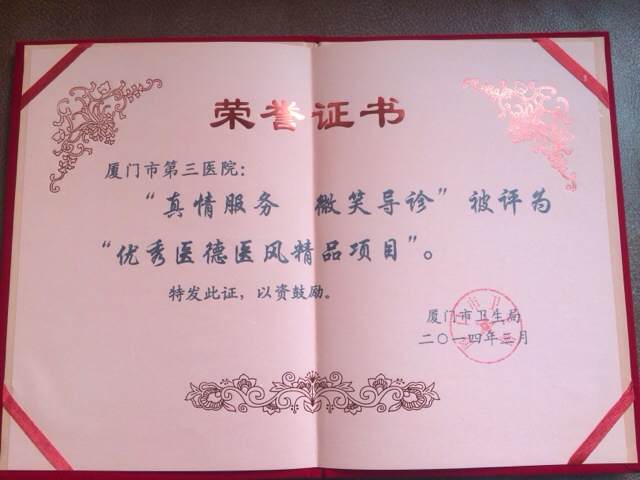 荣誉证书
厦门市第三医院：
“真情服务 微笑导诊”被评为
“优秀医德医风精品项目”。
特发此证，以资鼓励。
厦门市卫生局
二〇一四年三月